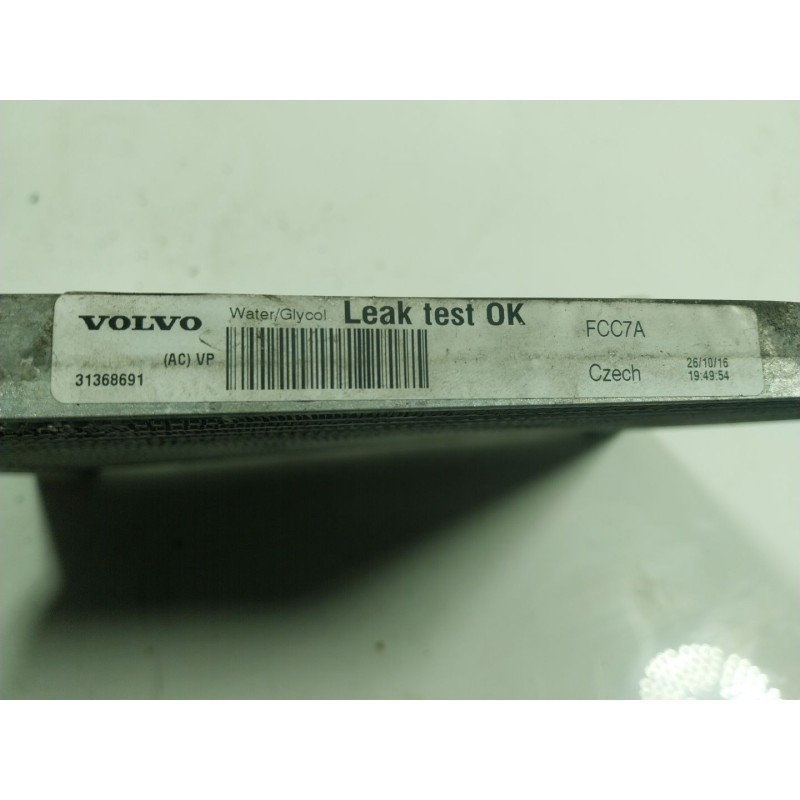 VOLVO
Water/Glycol Leak test OK
FCC7A
(AC) VP
31368691
Czech
26/10/16
19:49:54